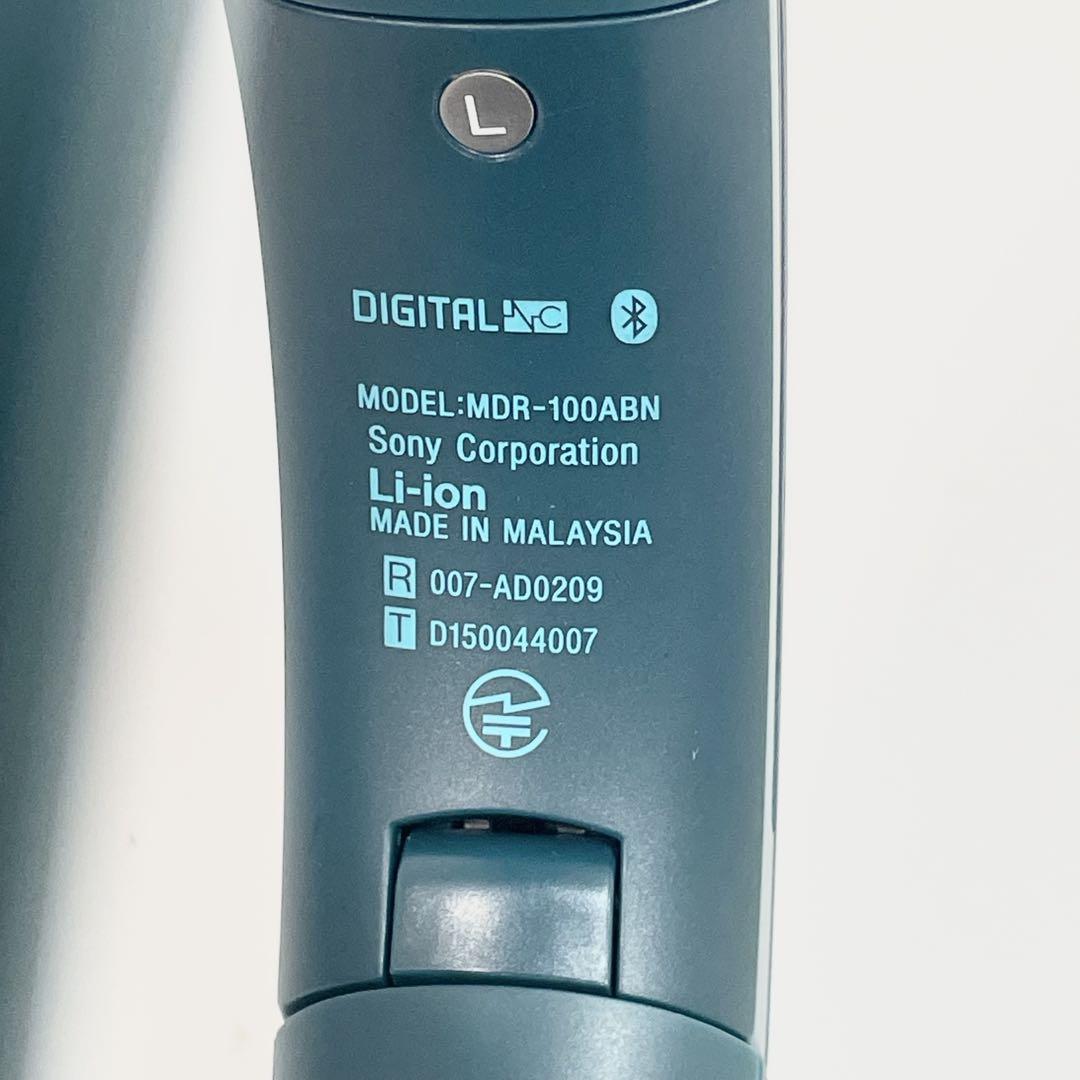 L
DIGITAL NC
MODEL:MDR-100ABN
Sony Corporation
Li-ion
MADE IN MALAYSIA
R 007-AD0209
T D150044007